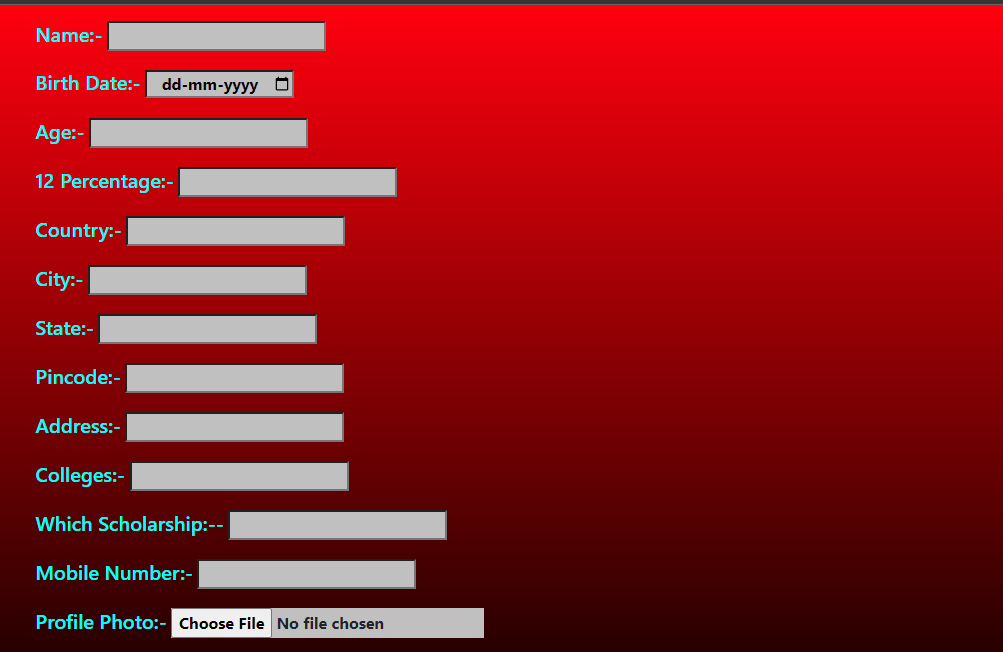 Name:-
Birth Date:- dd-mm-yyyy
Age:-
12 Percentage:-
Country:-
City:-
State:-
Pincode:-
Address:-
Colleges:-
Which Scholarship:--
Mobile Number:-
Profile Photo:- Choose File No file chosen